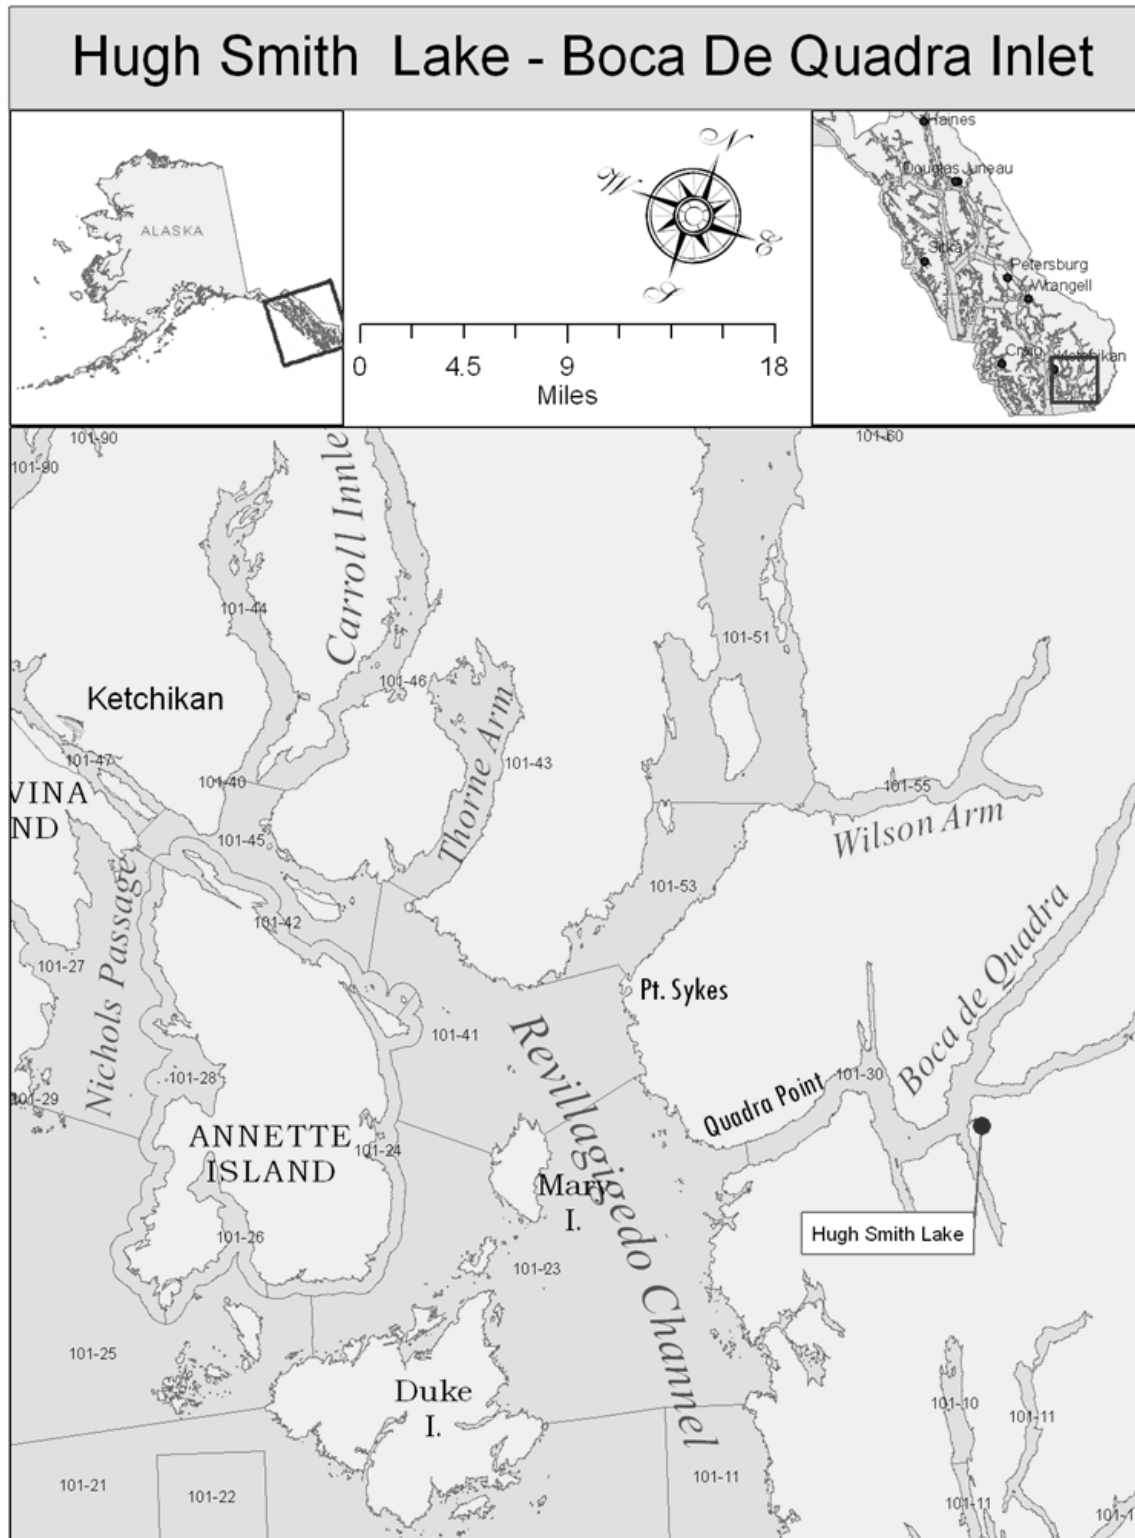 Hugh Smith  Lake - Boca De Quadra Inlet
ALASKA
N
W
E
S
0 4.5 9 18
Miles
Haines
Douglas Juneau
Sitka
Petersburg
Wrangell
Craig
Ketchikan
101-90
101-90
101-60
Carroll Inle
101-44
101-51
101-46
Ketchikan
Thorne Arm
101-47
101-43
101-40
101-55
VINA
ND
Wilson Arm
101-45
101-53
Nichols Passage
101-42
Boca de Quadra
101-27
Pt. Sykes
101-41
Revillagigedo Channel
101-28
101-30
101-29
Quadra Point
ANNETTE
ISLAND
101-24
Mary
I.
Hugh Smith Lake
101-26
101-23
101-25
Duke
I.
101-10
101-11
101-21
101-22
101-11
101-11
101-1